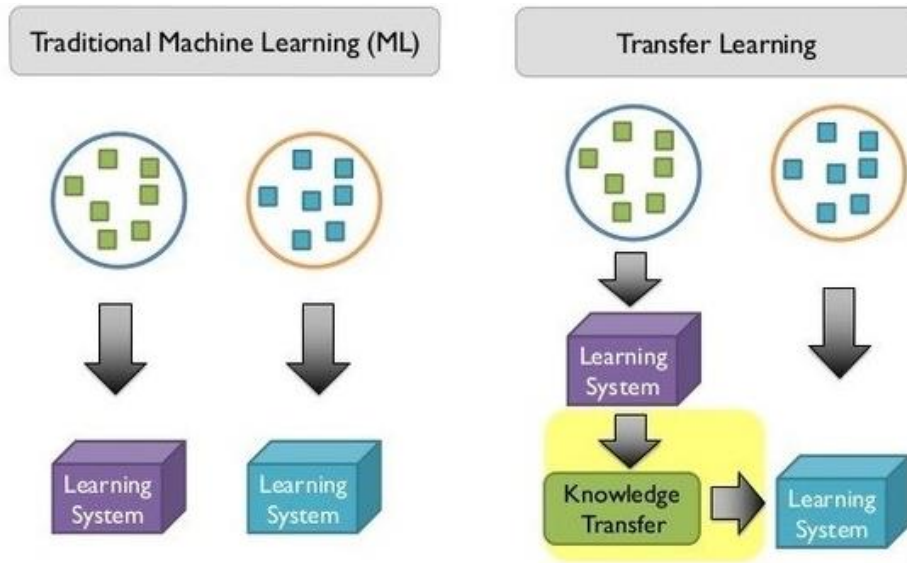 Traditional Machine Learning (ML)
Transfer Learning
Learning
System
Learning
System
Learning
System
Knowledge
Transfer
Learning
System